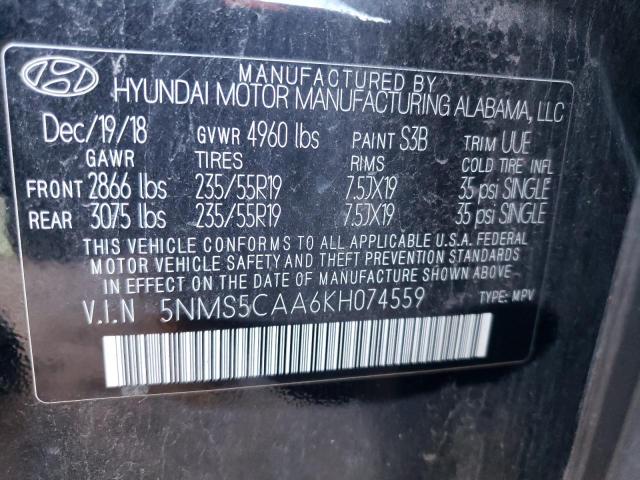 MANUFACTURED BY
HYUNDAI MOTOR MANUFACTURING ALABAMA, LLC
Dec/19/18 GVWR 4960 lbs PAINT S3B TRIM UUE
GAWR TIRES RIMS COLD TIRE INFL
FRONT 2866 lbs 235/55R19 7.5JX19 35 psi SINGLE
REAR 3075 lbs 235/55R19 7.5JX19 35 psi SINGLE
THIS VEHICLE CONFORMS TO ALL APPLICABLE U.S.A. FEDERAL
MOTOR VEHICLE SAFETY AND THEFT PREVENTION STANDARDS
IN EFFECT ON THE DATE OF MANUFACTURE SHOWN ABOVE.
V.I.N 5NMS5CAA6KH074559 TYPE: MPV